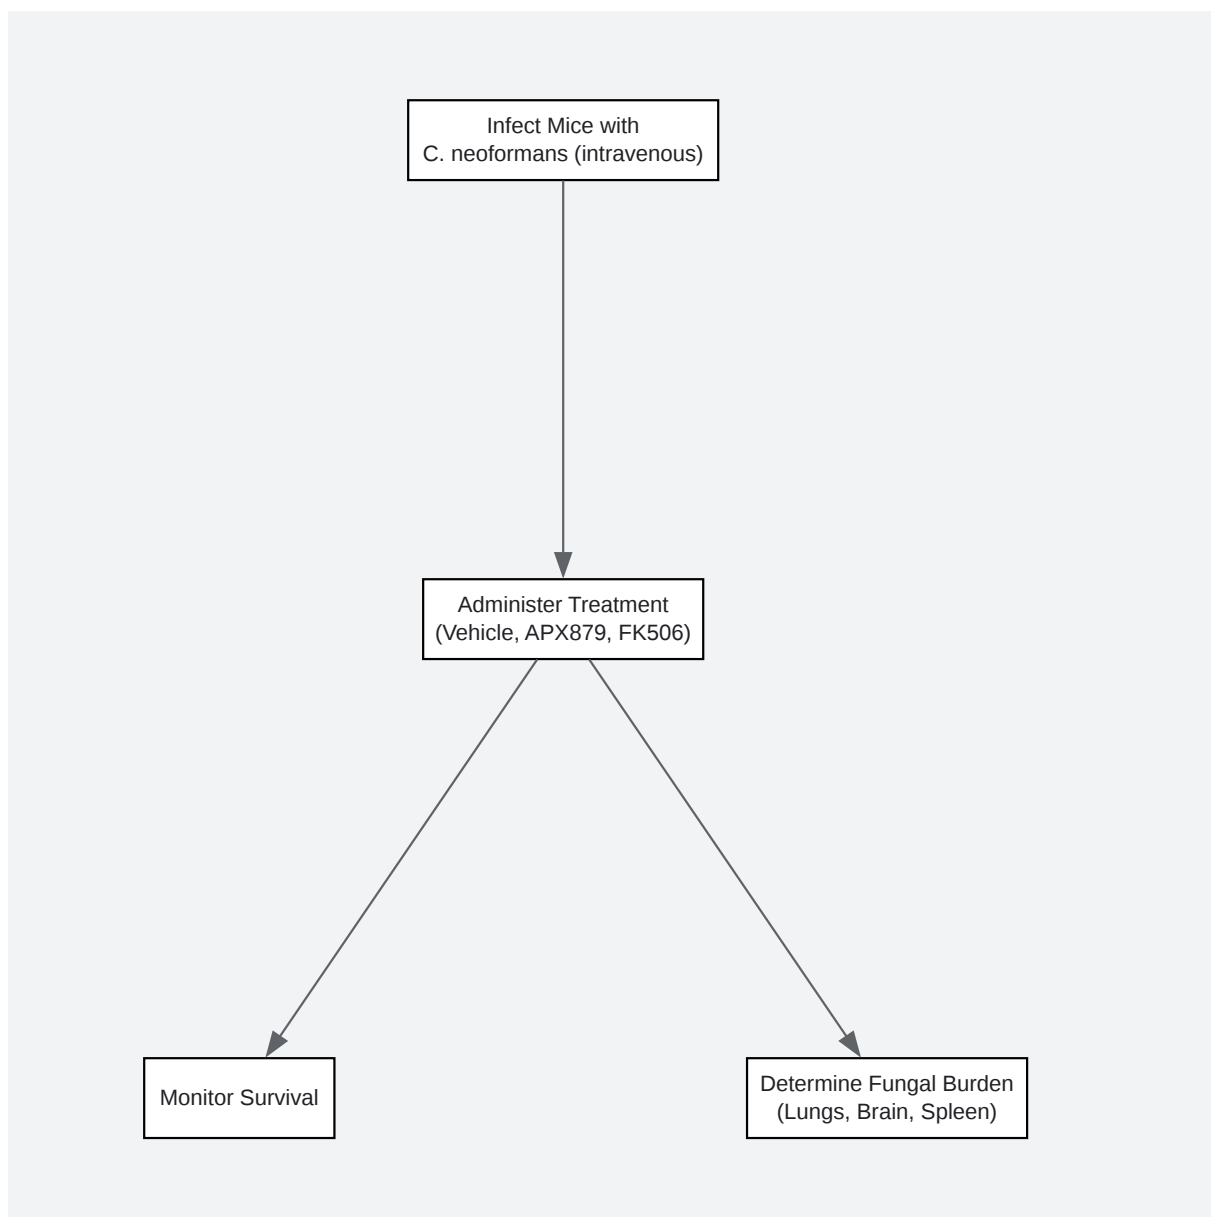 Infect Mice with
C. neoformans (intravenous)
Administer Treatment
(Vehicle, APX879, FK506)
Monitor Survival
Determine Fungal Burden
(Lungs, Brain, Spleen)